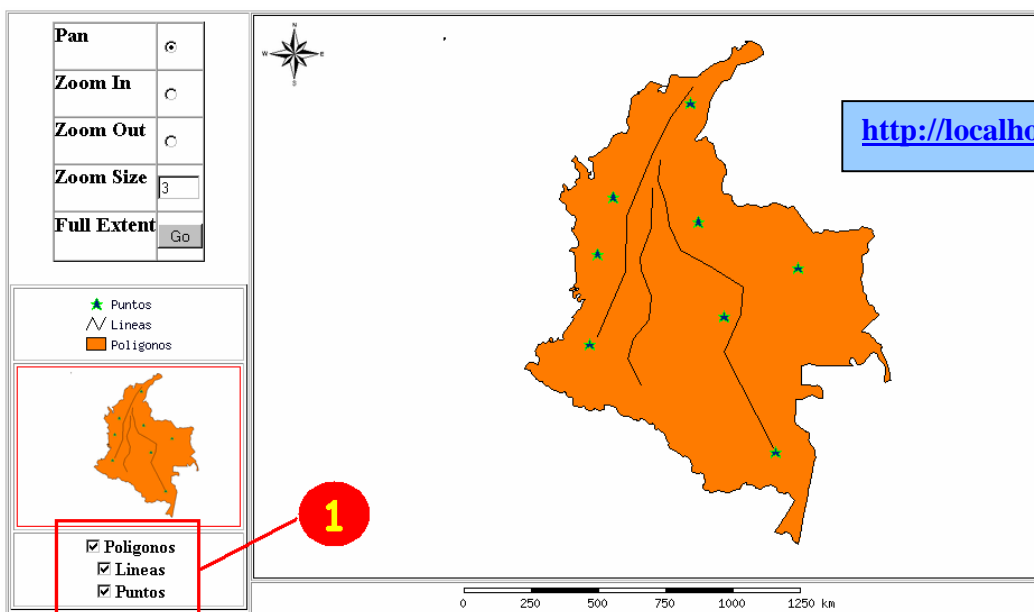 Pan
Zoom In
Zoom Out
Zoom Size 3
Full Extent Go
Puntos
Lineas
Poligonos
1
Poligonos
Lineas
Puntos
N
W E
http://localho
0 250 500 750 1000 1250 km